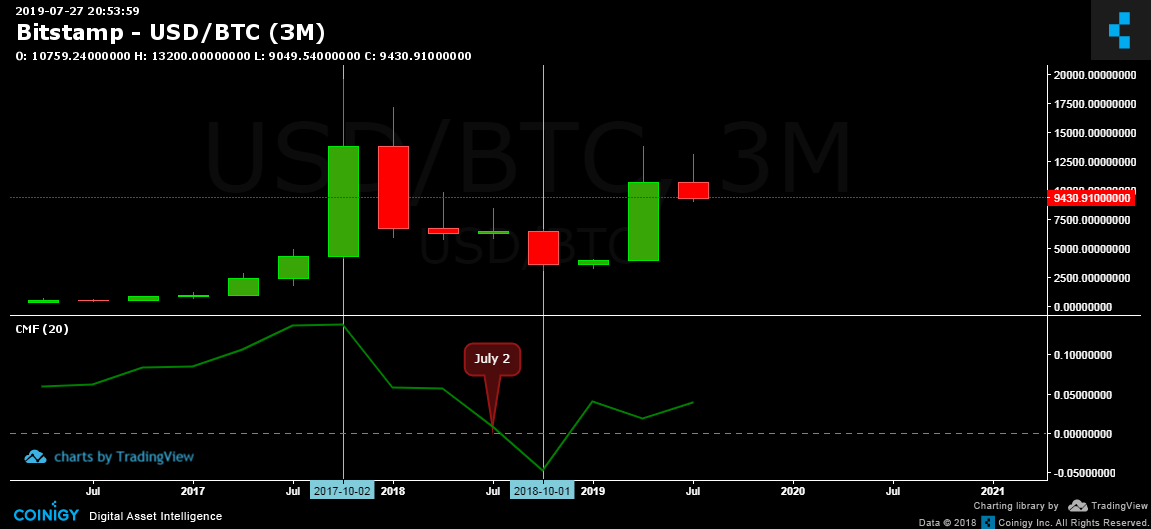 2019-07-27 20:53:59
Bitstamp - USD/BTC (3M)
O: 10759.24000000 H: 13200.00000000 L: 9049.54000000 C: 9430.91000000
USD/BTC, 3M
USD/BTC
20000.00000000
17500.00000000
15000.00000000
12500.00000000
10000.00000000
9430.91000000
7500.00000000
5000.00000000
2500.00000000
0.00000000
CMF (20)
July 2
0.10000000
0.05000000
0.00000000
-0.05000000
charts by TradingView
Jul 2017 Jul 2017-10-02 2018 Jul 2018-10-01 2019 Jul 2020 Jul 2021
COINIGY Digital Asset Intelligence
Charting library by TradingView
Data © 2018 Coinigy Inc. All Rights Reserved.